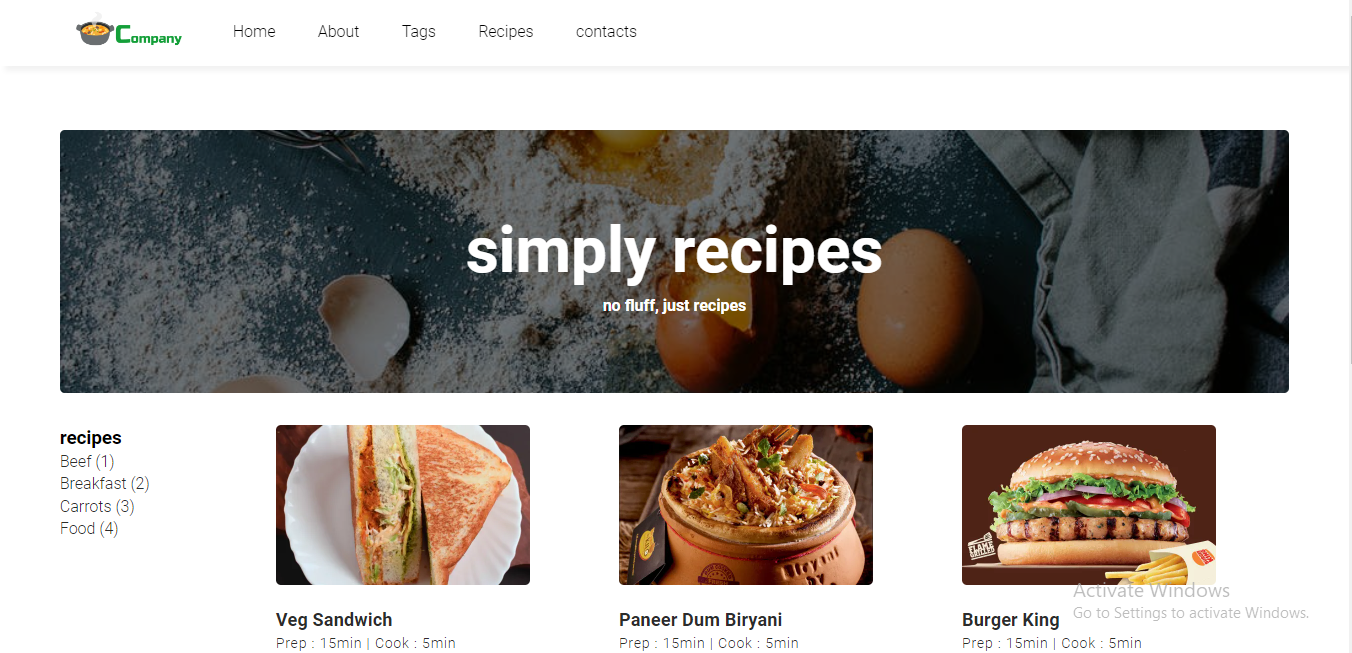 Company
Home
About
Tags
Recipes
contacts
simply recipes
no fluff, just recipes
recipes
Beef (1)
Breakfast (2)
Carrots (3)
Food (4)
FLAME
GRILLED
Veg Sandwich
Prep : 15min | Cook : 5min
Paneer Dum Biryani
Prep : 15min | Cook : 5min
Burger King
Prep : 15min | Cook : 5min
Activate Windows
Go to Settings to activate Windows.